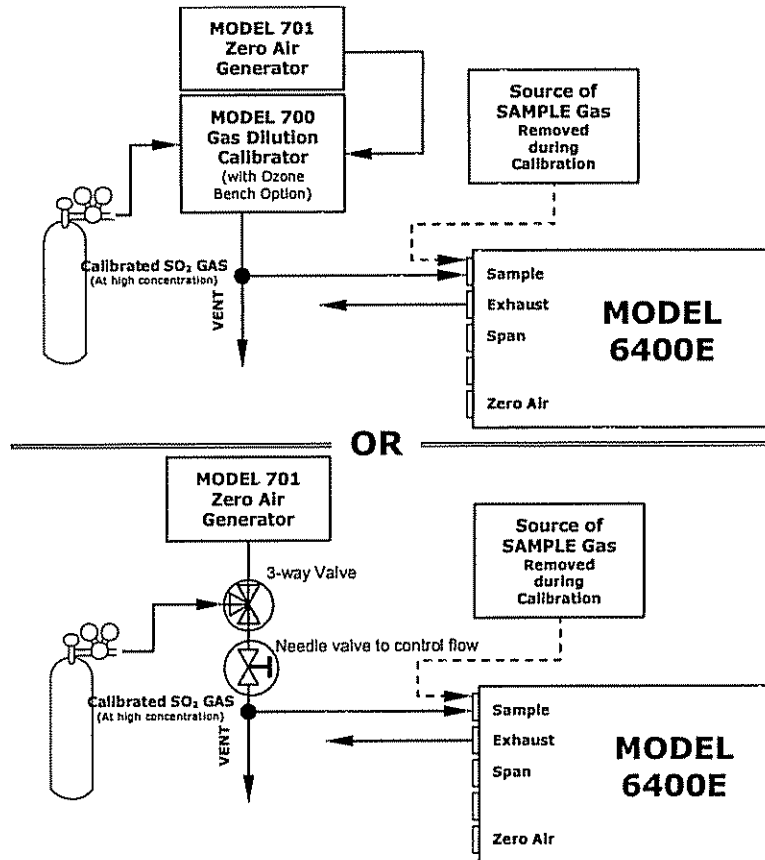 MODEL 701
Zero Air
Generator
MODEL 700
Gas Dilution
Calibrator
(with Ozone
Bench Option)
Source of
SAMPLE Gas
Removed
during
Calibration
Calibrated SO₂ GAS
(At high concentration)
VENT
Sample
Exhaust
Span
Zero Air
MODEL
6400E
OR
MODEL 701
Zero Air
Generator
3-way Valve
Needle valve to control flow
Source of
SAMPLE Gas
Removed
during
Calibration
Calibrated SO₂ GAS
(At high concentration)
VENT
Sample
Exhaust
Span
Zero Air
MODEL
6400E